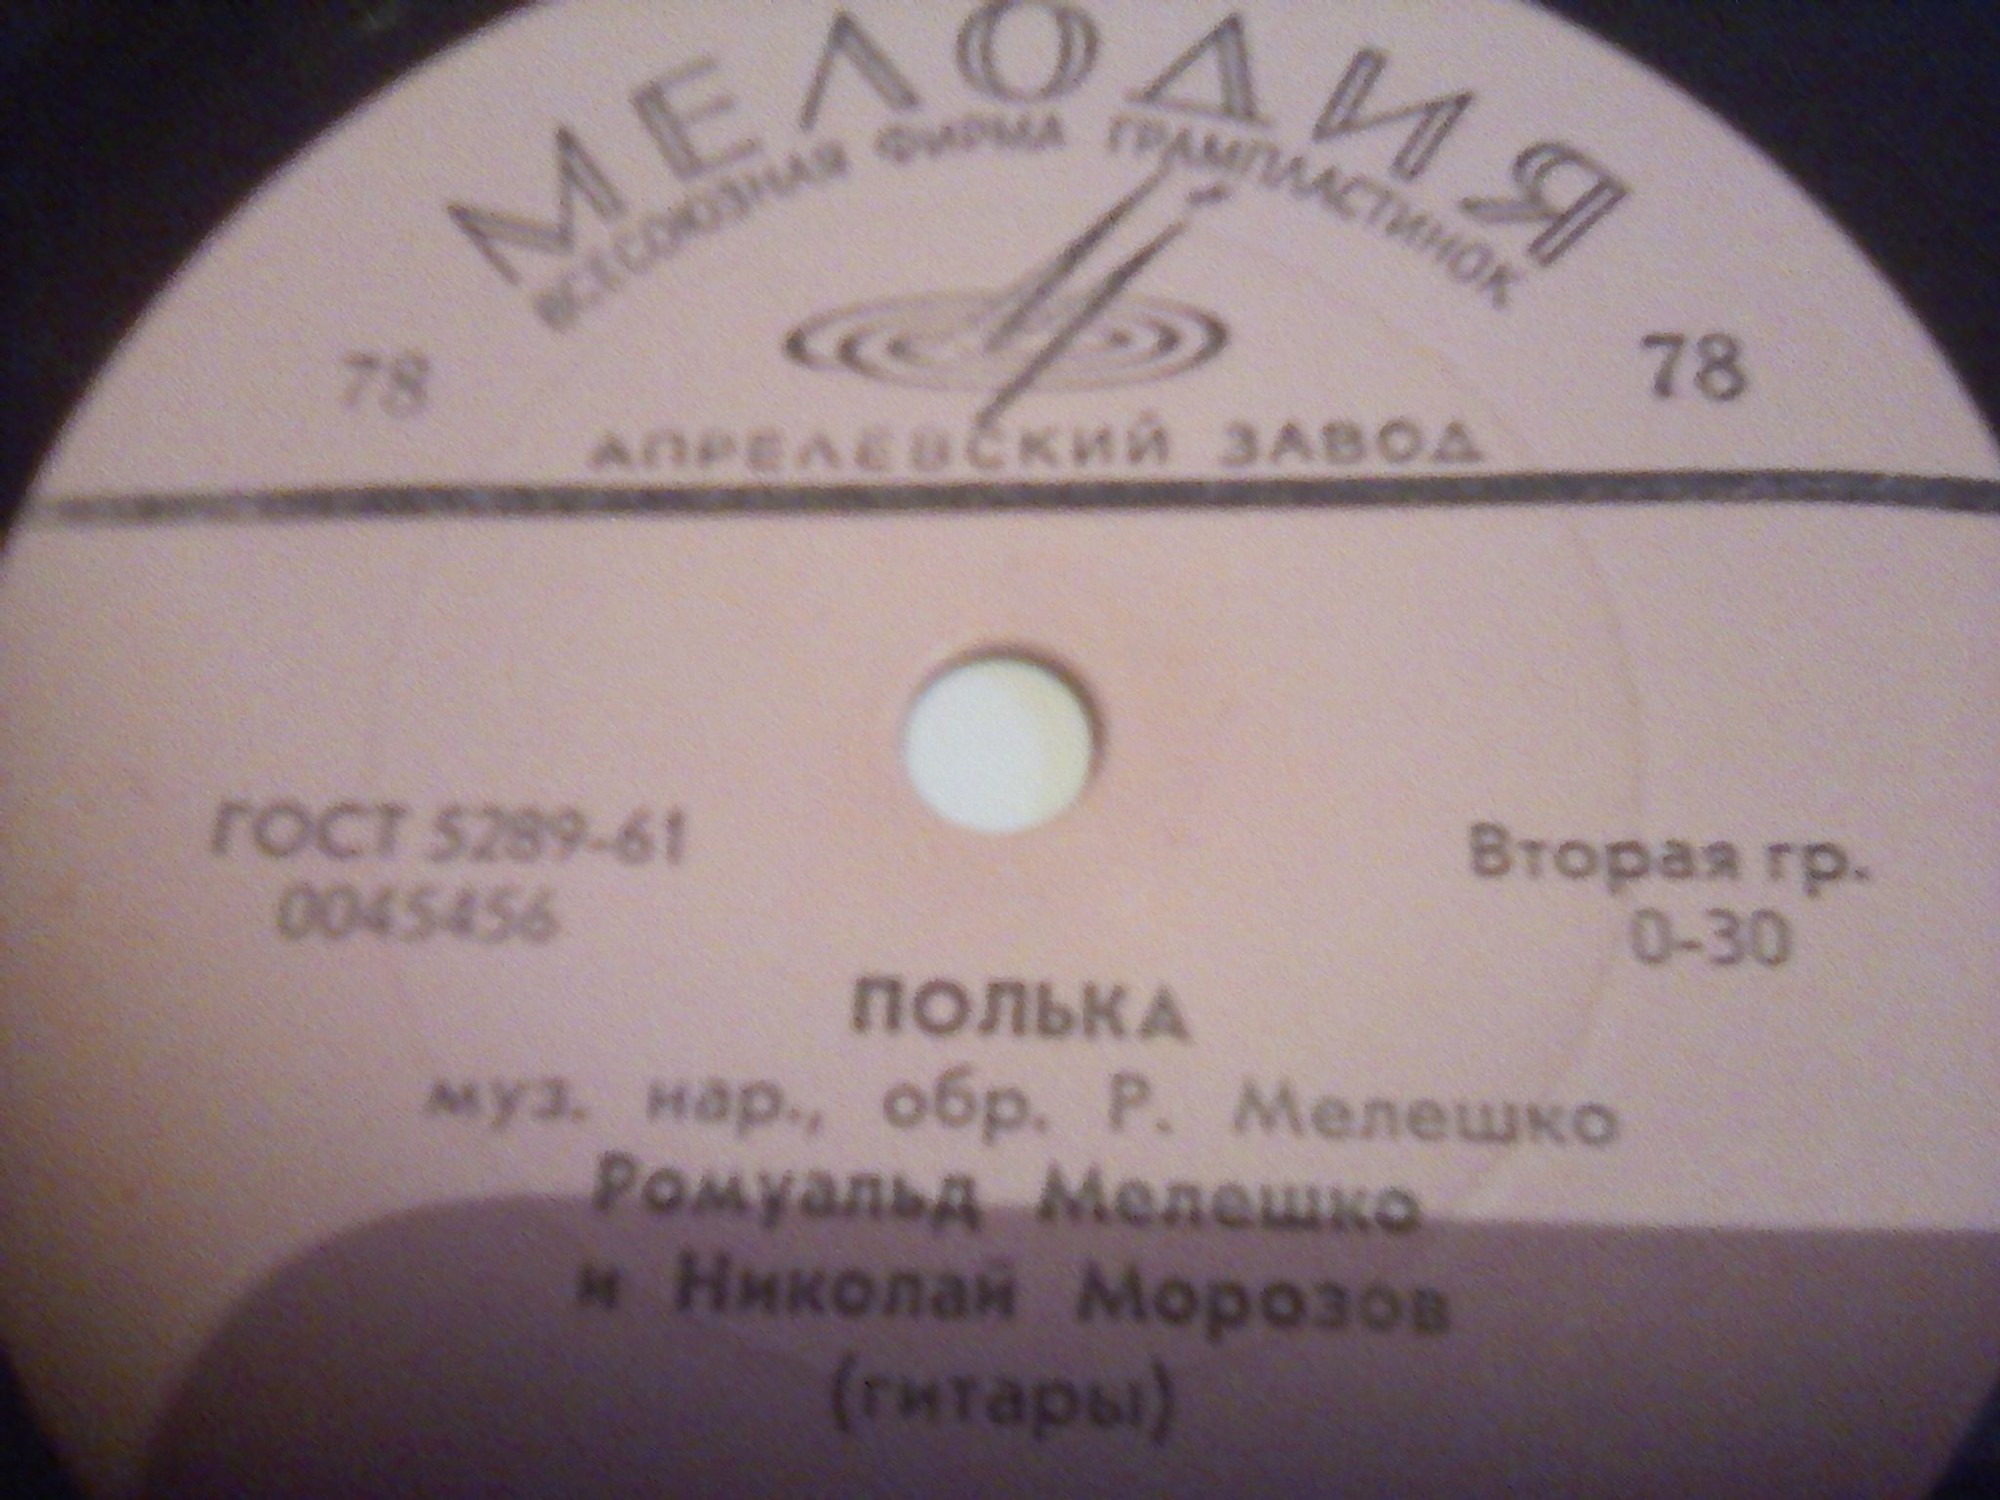 МЕЛОДИЯ
ВСЕСОЮЗНАЯ ФИРМА ГРАМПЛАСТИНОК
78 78
АПРЕЛЕВСКИЙ ЗАВОД
ГОСТ 5289-61 Вторая гр.
0045456 0-30
ПОЛЬКА
муз. нар., обр. Р. Мелешко
Ромуальд Мелешко
и Николай Морозов
(гитары)